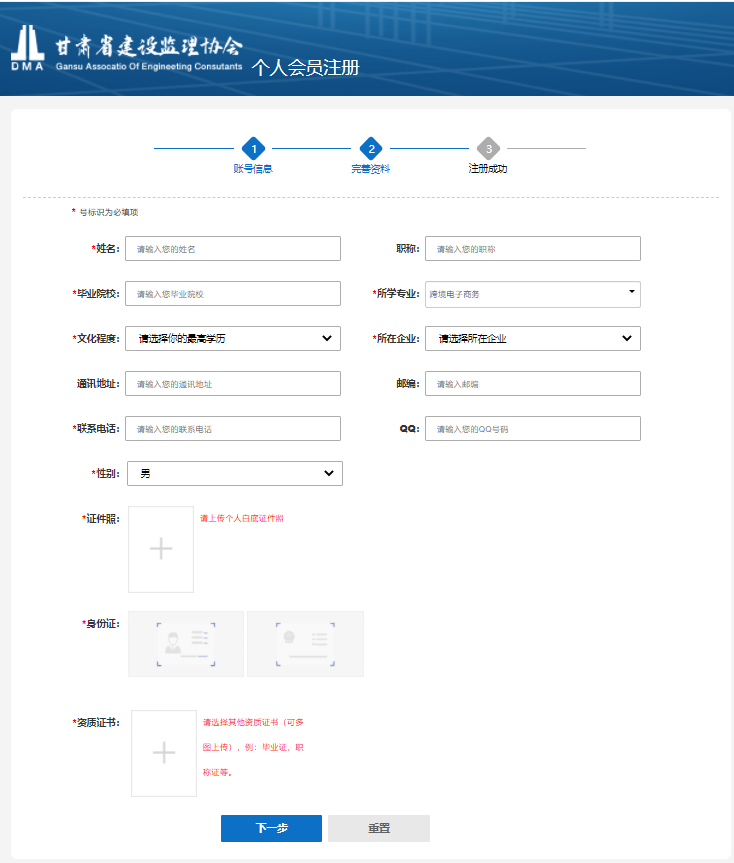 甘肃省建设监理协会
DMA Gansu Assocatio Of Engineeting Consutants 个人会员注册
1 2 3
账号信息 完善资料 注册成功
* 号标识为必填项
*姓名: 请输入您的姓名 职称: 请输入您的职称
*毕业院校: 请输入您毕业院校 *所学专业: 跨境电子商务
*文化程度: 请选择你的最高学历 *所在企业: 请选择所在企业
通讯地址: 请输入您的通讯地址 邮编: 请输入邮编
*联系电话: 请输入您的联系电话 QQ: 请输入您的QQ号码
*性别: 男
*证件照: 请上传个人白底证件照
*身份证:
*资质证书: 请选择其他资质证书（可多
图上传），例：毕业证、职
称证等。
下一步 重置